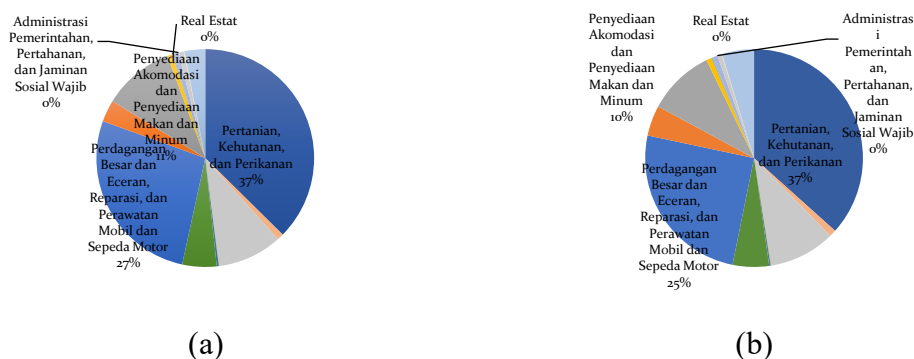 Administrasi
Pemerintahan,
Pertahanan,
dan Jaminan
Sosial Wajib
0%
Real Estat
0%
Penyediaan
Akomodasi
dan
Penyediaan
Makan dan
Minum
11%
Pertanian,
Kehutanan,
dan Perikanan
37%
Perdagangan
Besar dan
Eceran,
Reparasi, dan
Perawatan
Mobil dan
Sepeda Motor
27%
(a)
Penyediaan
Akomodasi
dan
Penyediaan
Makan dan
Minum
10%
Real Estat
0%
Administras
i
Pemerintah
an,
Pertahanan,
dan
Jaminan
Sosial Wajib
0%
Pertanian,
Kehutanan,
dan Perikanan
37%
Perdagangan
Besar dan
Eceran,
Reparasi, dan
Perawatan
Mobil dan
Sepeda Motor
25%
(b)